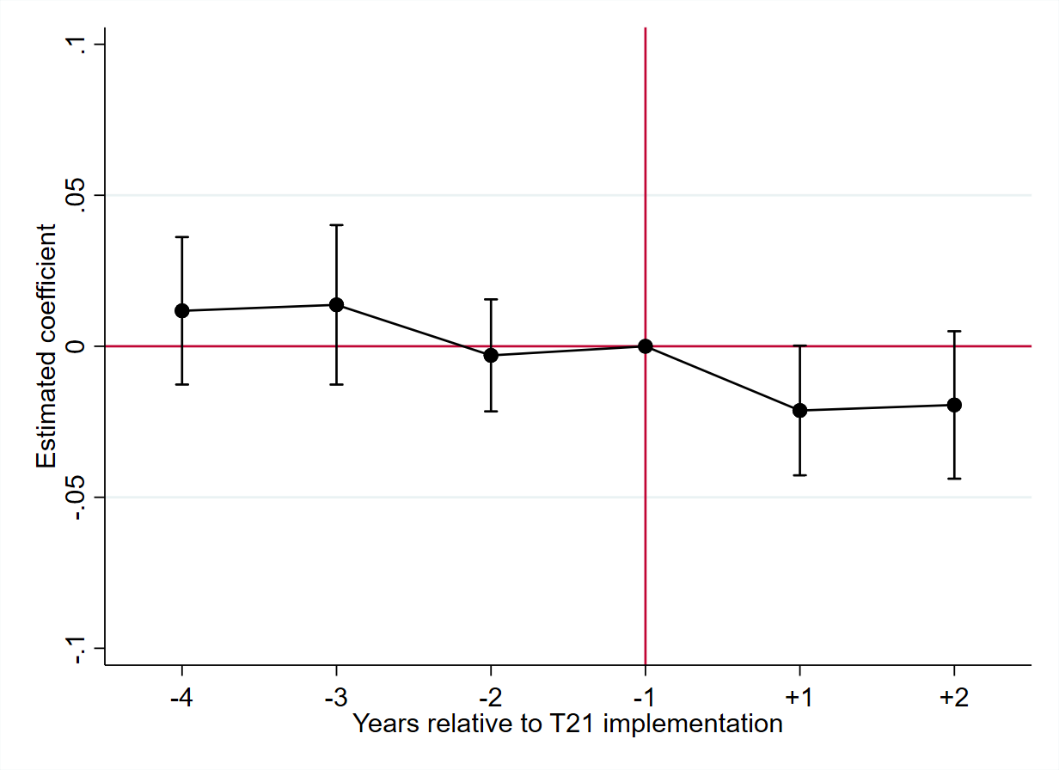 Estimated coefficient
.1
.05
0
-.05
-.1
-4 -3 -2 -1 +1 +2
Years relative to T21 implementation